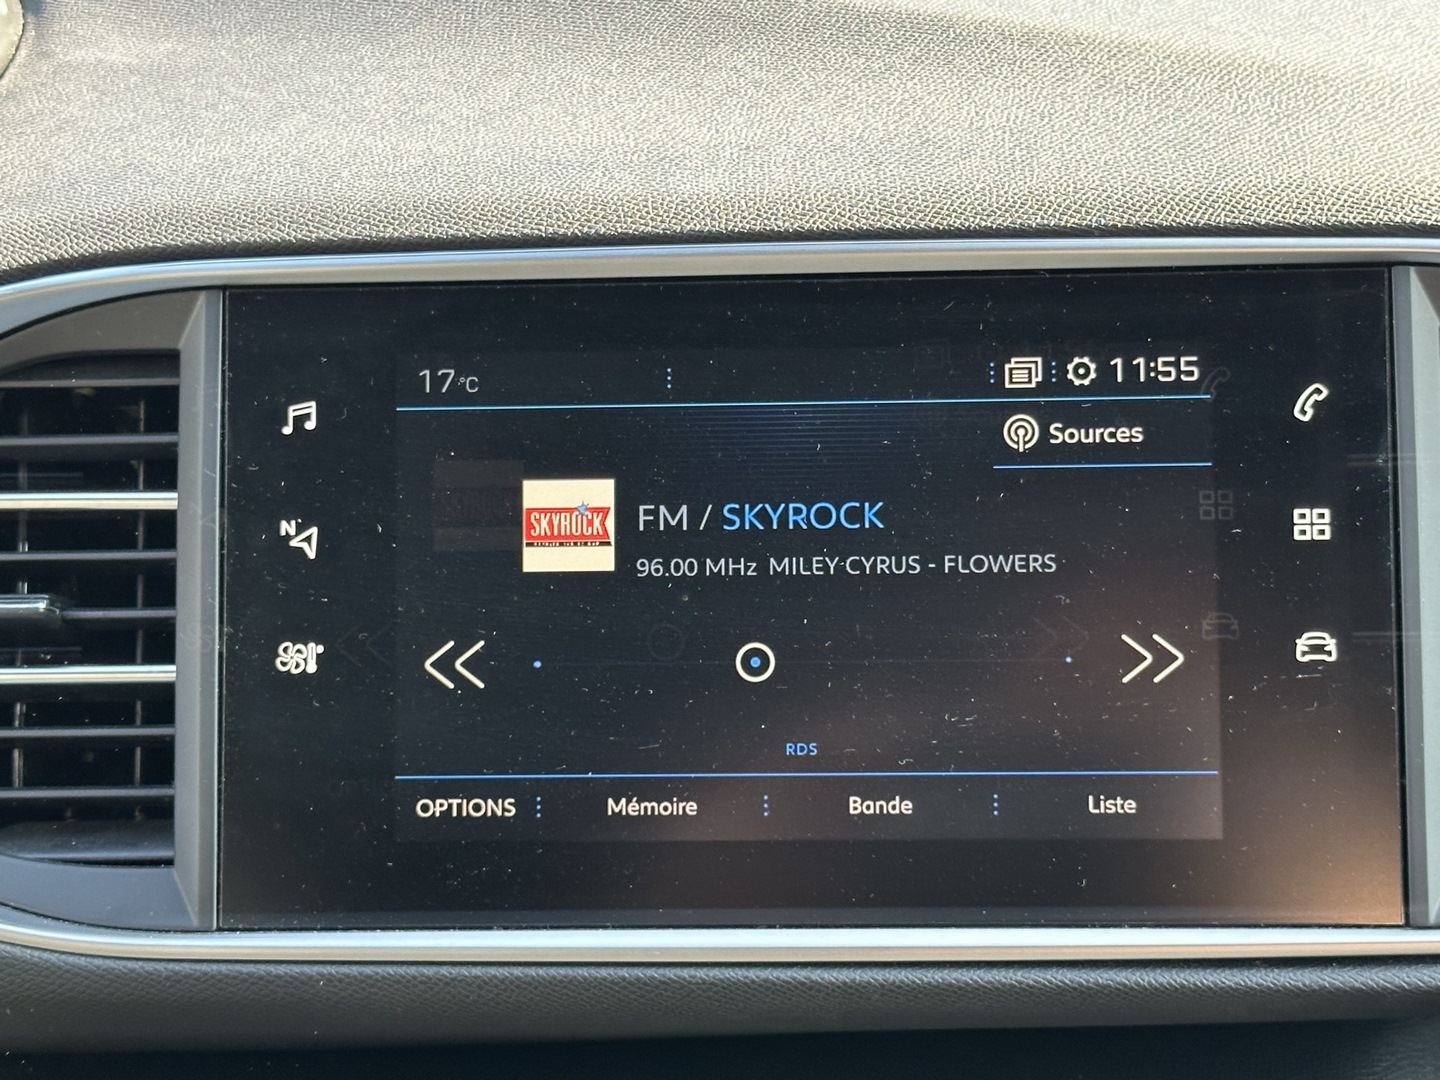 17°C
11:55
Sources
SKYROCK
FM / SKYROCK
96.00 MHz MILEY CYRUS - FLOWERS
N
RDS
OPTIONS Mémoire Bande Liste